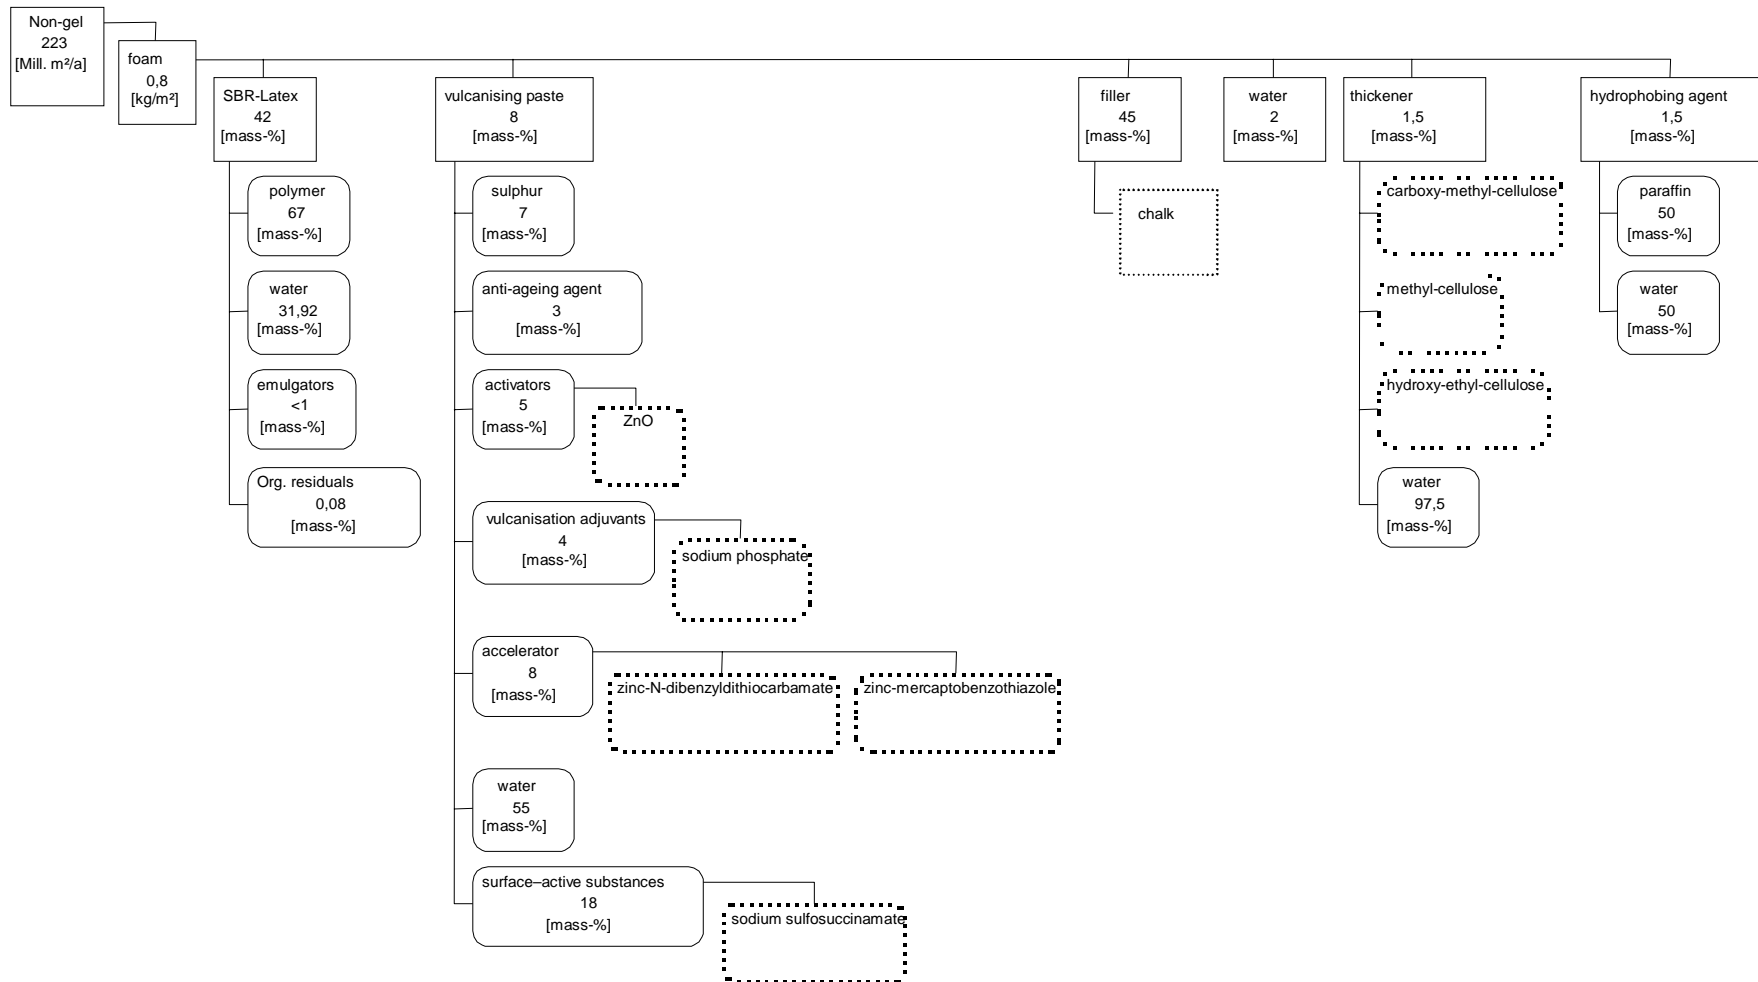 Non-gel
223
[Mill. m²/a]
foam
0,8
[kg/m²]
SBR-Latex
42
[mass-%]
polymer
67
[mass-%]
water
31,92
[mass-%]
emulgators
<1
[mass-%]
Org. residuals
0,08
[mass-%]
vulcanising paste
8
[mass-%]
sulphur
7
[mass-%]
anti-ageing agent
3
[mass-%]
activators
5
[mass-%]
ZnO
vulcanisation adjuvants
4
[mass-%]
sodium phosphate
accelerator
8
[mass-%]
zinc-N-dibenzyldithiocarbamate
zinc-mercaptobenzothiazole
water
55
[mass-%]
surface–active substances
18
[mass-%]
sodium sulfosuccinamate
filler
45
[mass-%]
chalk
water
2
[mass-%]
thickener
1,5
[mass-%]
carboxy-methyl-cellulose
methyl-cellulose
hydroxy-ethyl-cellulose
water
97,5
[mass-%]
hydrophobing agent
1,5
[mass-%]
paraffin
50
[mass-%]
water
50
[mass-%]